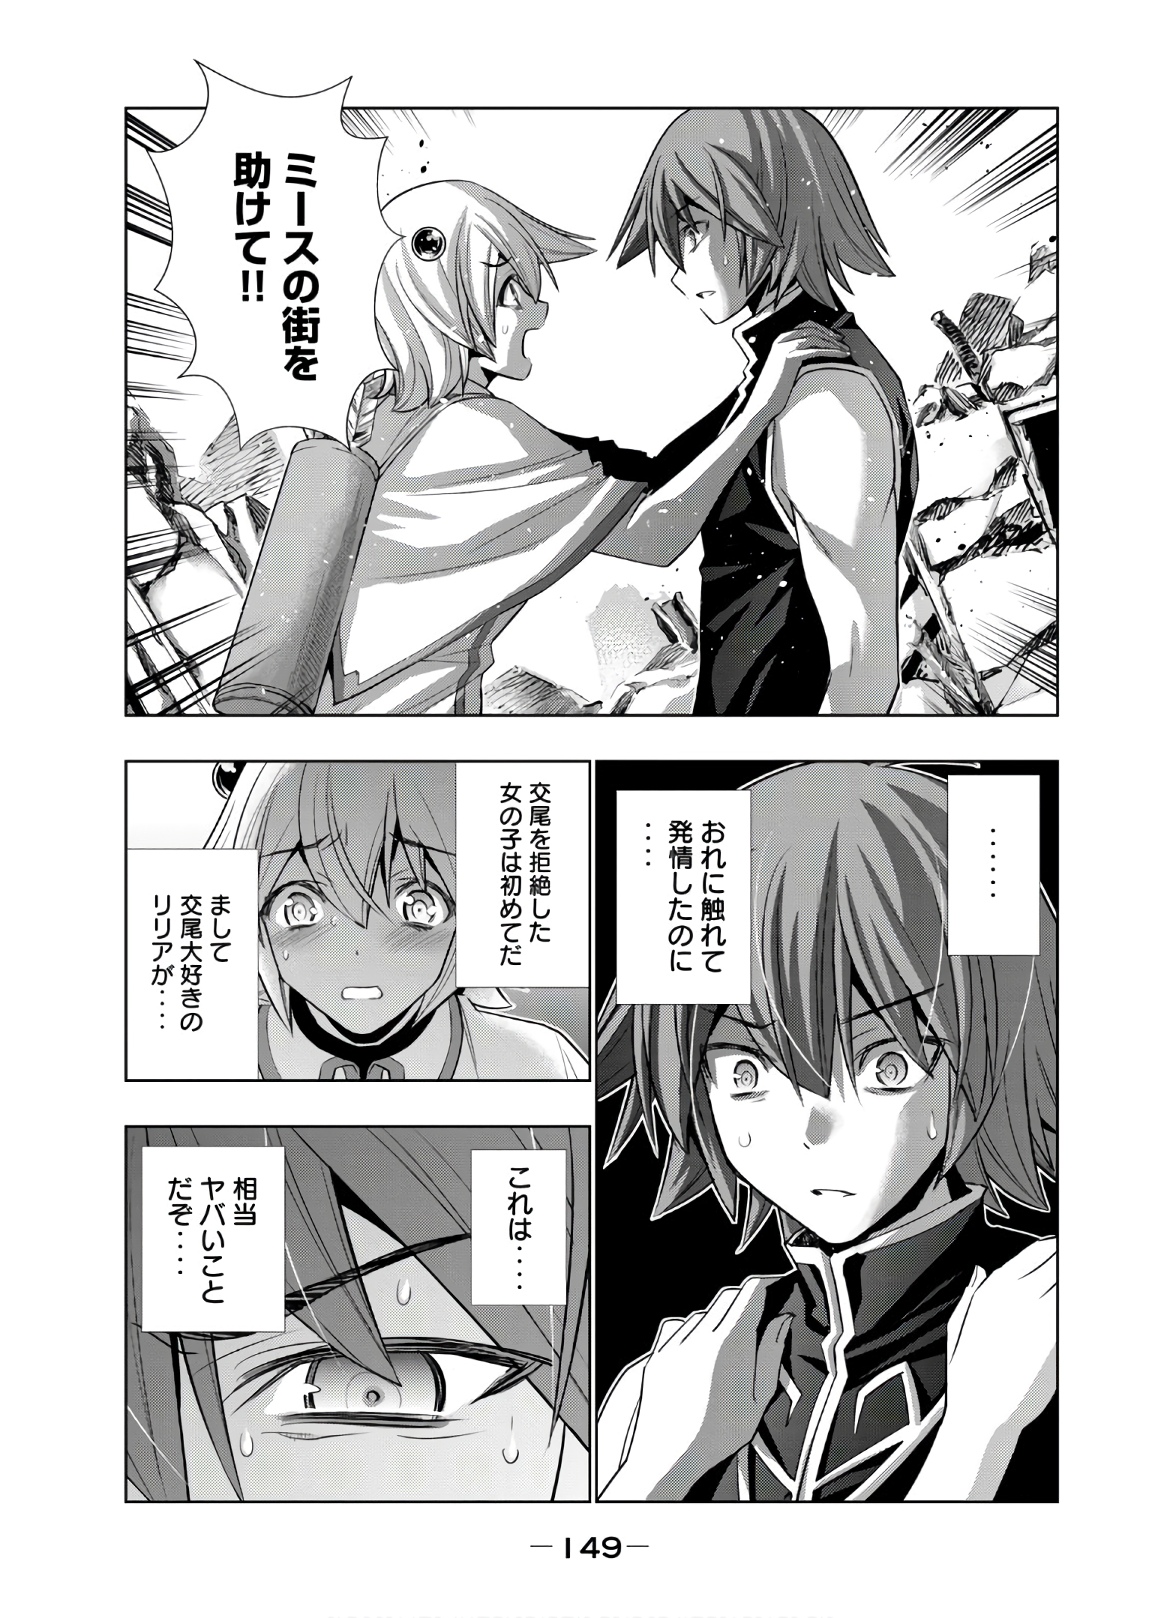 ミースの街を
助けて!!
‥‥‥
おれに触れて
発情したのに
‥‥
交尾を拒絶した
女の子は初めてだ
まして
交尾大好きの
リリアが‥‥
これは‥‥
相当
ヤバいこと
だぞ‥‥
—149—